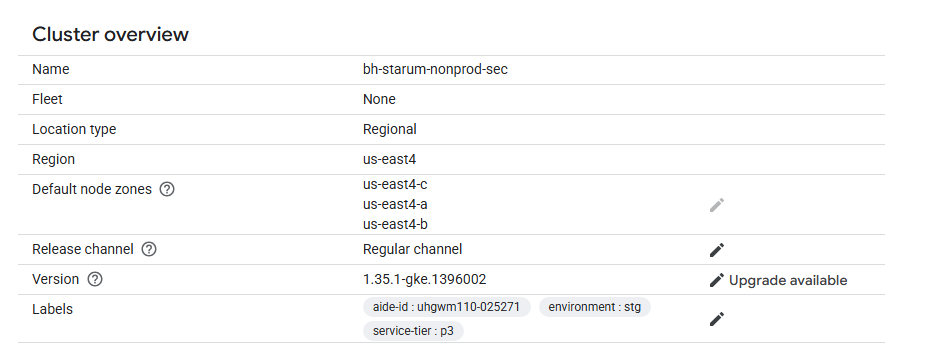 Cluster overview
Name bh-starum-nonprod-sec
Fleet None
Location type Regional
Region us-east4
Default node zones us-east4-c
us-east4-a
us-east4-b
Release channel Regular channel
Version 1.35.1-gke.1396002 Upgrade available
Labels aide-id : uhgwm110-025271 environment : stg
service-tier : p3